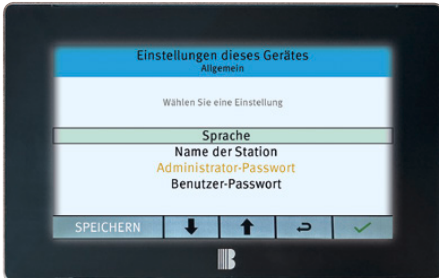 Einstellungen dieses Gerätes
Allgemein
Wählen Sie eine Einstellung
Sprache
Name der Station
Administrator-Passwort
Benutzer-Passwort
SPEICHERN
B